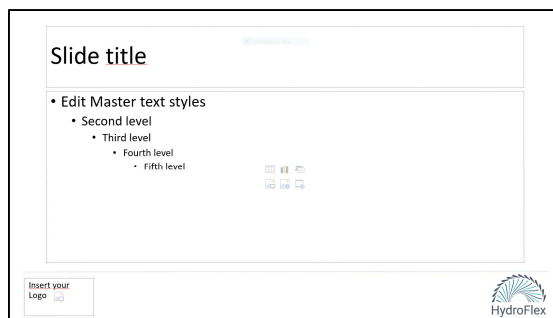 Slide title
• Edit Master text styles
• Second level
• Third level
• Fourth level
• Fifth level
Insert your
Logo
HydroFlex